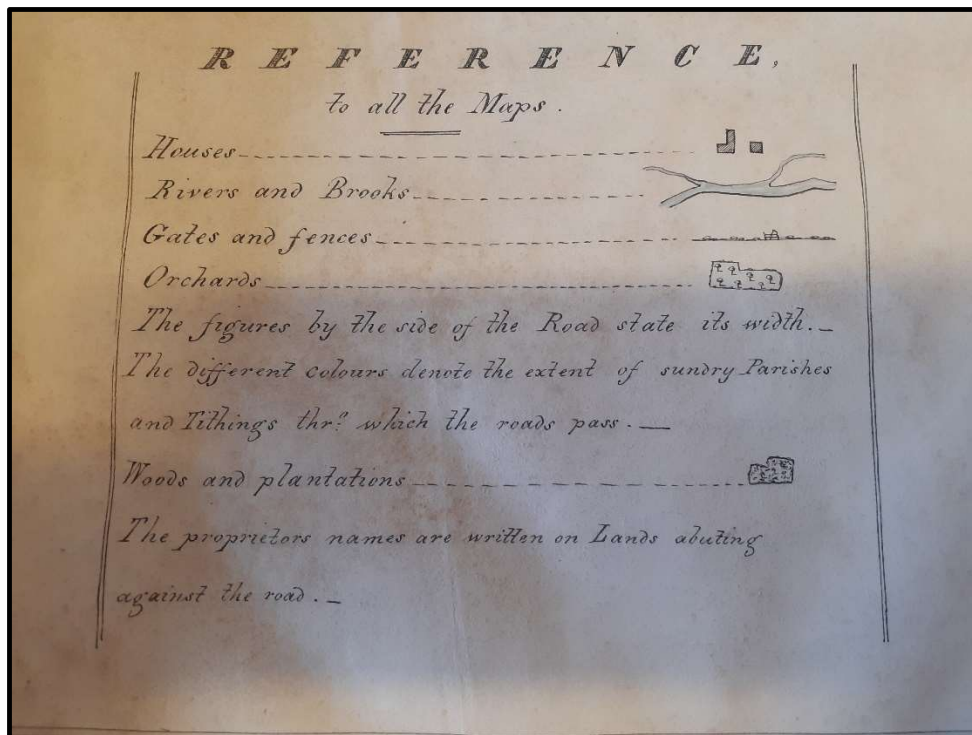 REFERENCE,
to all the Maps.
Houses
Rivers and Brooks
Gates and fences
Orchards
The figures by the side of the Road state its width._
The different colours denote the extent of sundry Parishes
and Tithings thro. which the roads pass._
Woods and plantations
The proprietors names are written on Lands abuting
against the road._